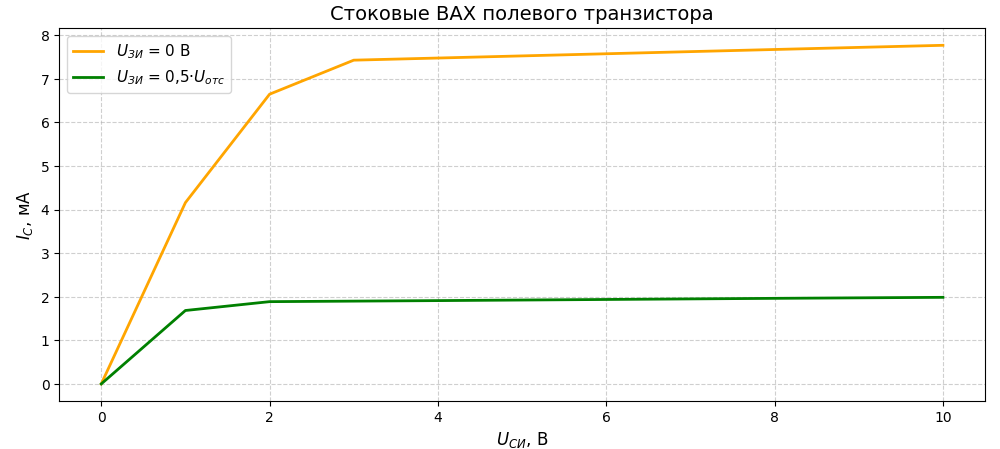 Стоковые ВАХ полевого транзистора
U_ЗИ = 0 В
U_ЗИ = 0,5·U_отс
I_C, мА
8
7
6
5
4
3
2
1
0
0 2 4 6 8 10
U_СИ, В